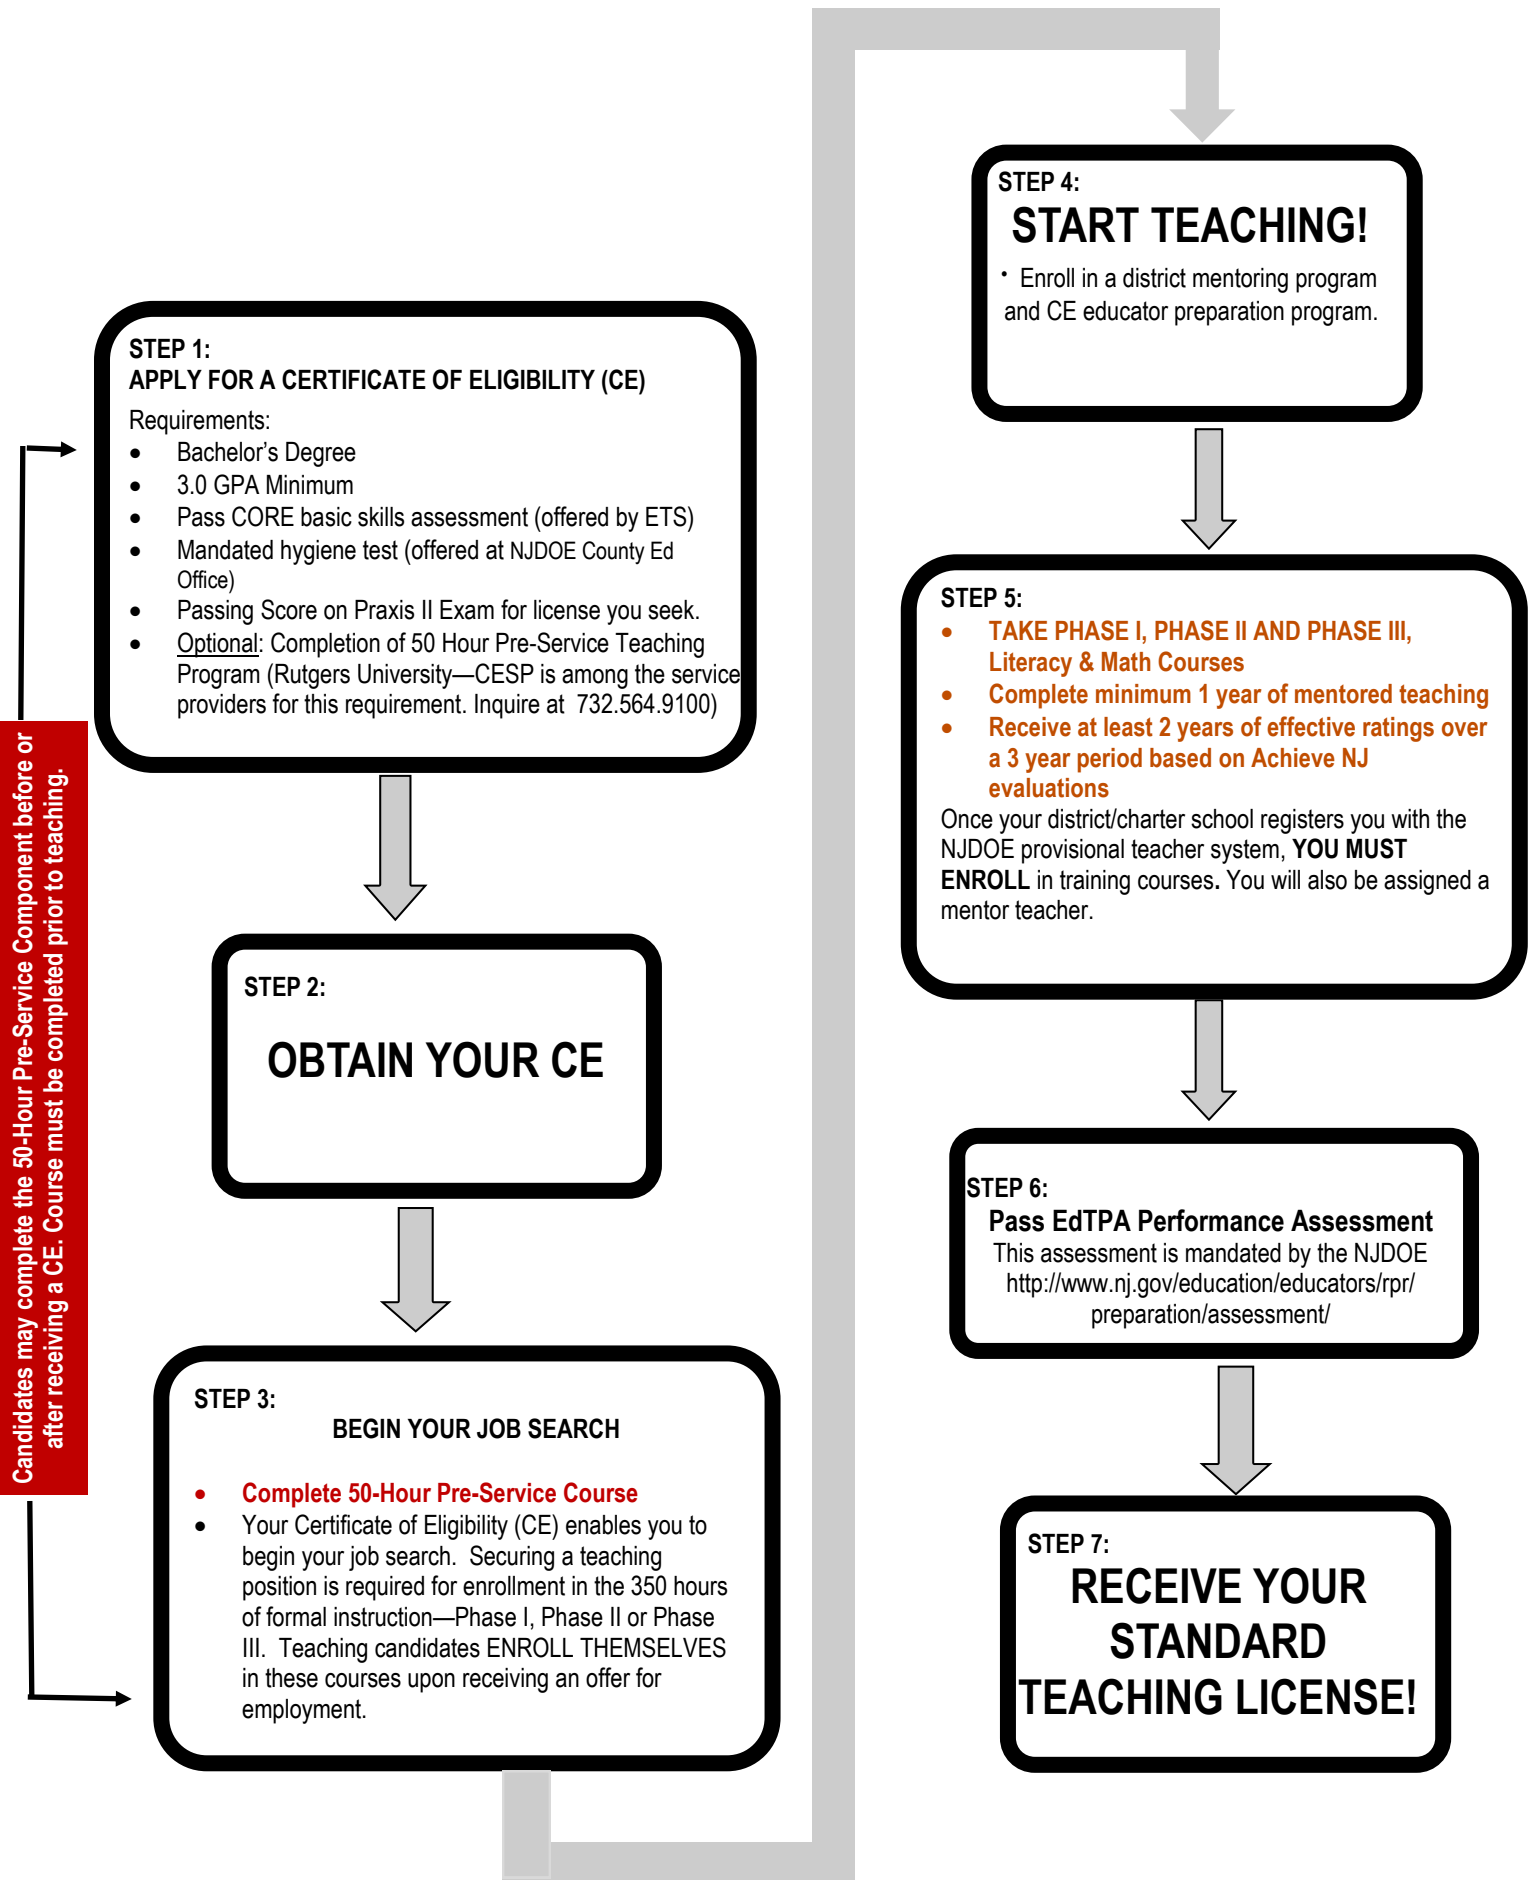 STEP 1:
APPLY FOR A CERTIFICATE OF ELIGIBILITY (CE)
Requirements:
• Bachelor’s Degree
• 3.0 GPA Minimum
• Pass CORE basic skills assessment (offered by ETS)
• Mandated hygiene test (offered at NJDOE County Ed
Office)
• Passing Score on Praxis II Exam for license you seek.
• Optional: Completion of 50 Hour Pre-Service Teaching
Program (Rutgers University—CESP is among the service
providers for this requirement. Inquire at 732.564.9100)
Candidates may complete the 50-Hour Pre-Service Component before or
after receiving a CE. Course must be completed prior to teaching.
STEP 2:
OBTAIN YOUR CE
STEP 3:
BEGIN YOUR JOB SEARCH
• Complete 50-Hour Pre-Service Course
• Your Certificate of Eligibility (CE) enables you to
begin your job search. Securing a teaching
position is required for enrollment in the 350 hours
of formal instruction—Phase I, Phase II or Phase
III. Teaching candidates ENROLL THEMSELVES
in these courses upon receiving an offer for
employment.
STEP 4:
START TEACHING!
• Enroll in a district mentoring program
and CE educator preparation program.
STEP 5:
• TAKE PHASE I, PHASE II AND PHASE III,
Literacy & Math Courses
• Complete minimum 1 year of mentored teaching
• Receive at least 2 years of effective ratings over
a 3 year period based on Achieve NJ
evaluations
Once your district/charter school registers you with the
NJDOE provisional teacher system, YOU MUST
ENROLL in training courses. You will also be assigned a
mentor teacher.
STEP 6:
Pass EdTPA Performance Assessment
This assessment is mandated by the NJDOE
http://www.nj.gov/education/educators/rpr/
preparation/assessment/
STEP 7:
RECEIVE YOUR
STANDARD
TEACHING LICENSE!